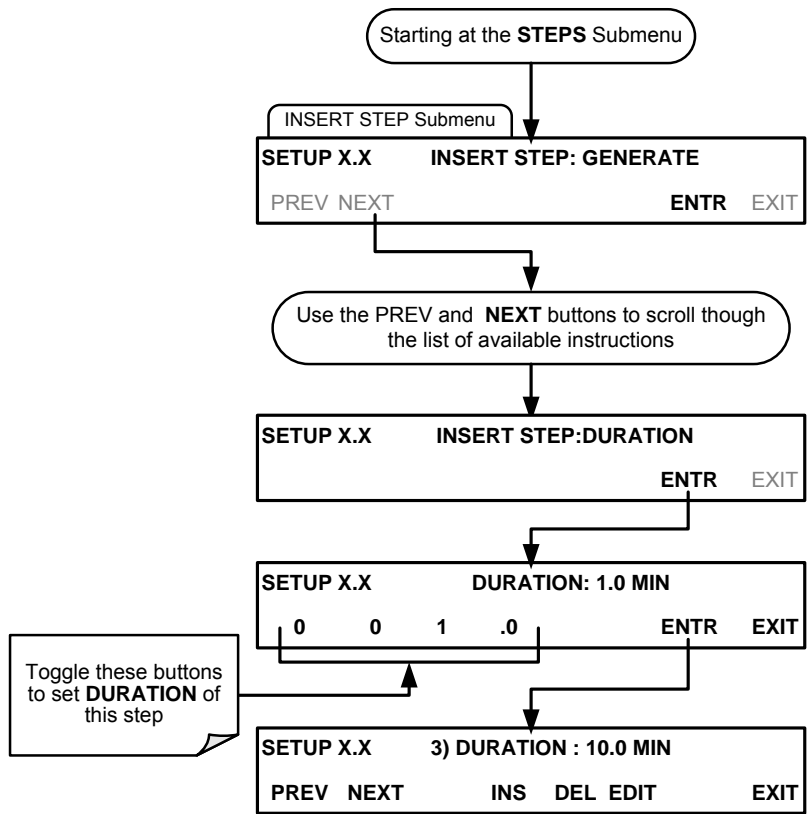 Starting at the STEPS Submenu
INSERT STEP Submenu
SETUP X.X INSERT STEP: GENERATE
PREV NEXT ENTR EXIT
Use the PREV and NEXT buttons to scroll though
the list of available instructions
SETUP X.X INSERT STEP:DURATION
ENTR EXIT
SETUP X.X DURATION: 1.0 MIN
0 0 1 .0 ENTR EXIT
Toggle these buttons
to set DURATION of
this step
SETUP X.X 3) DURATION : 10.0 MIN
PREV NEXT INS DEL EDIT EXIT